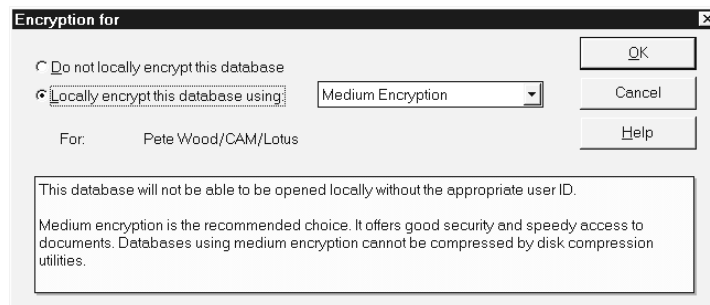 Encryption for
Do not locally encrypt this database
OK
Locally encrypt this database using:
Medium Encryption
Cancel
For:
Pete Wood/CAM/Lotus
Help
This database will not be able to be opened locally without the appropriate user ID.
Medium encryption is the recommended choice. It offers good security and speedy access to
documents. Databases using medium encryption cannot be compressed by disk compression
utilities.